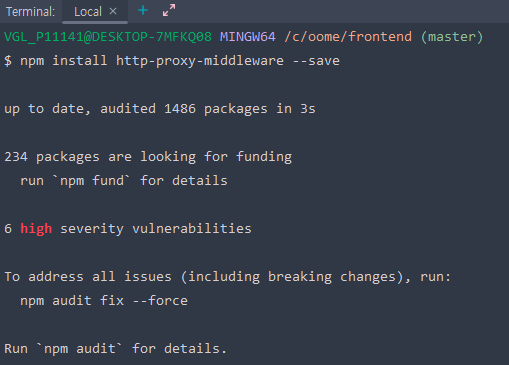 Terminal: Local × +
VGL_P11141@DESKTOP-7MFKQ08 MINGW64 /c/oome/frontend (master)
$ npm install http-proxy-middleware --save
up to date, audited 1486 packages in 3s
234 packages are looking for funding
run `npm fund` for details
6 high severity vulnerabilities
To address all issues (including breaking changes), run:
npm audit fix --force
Run `npm audit` for details.